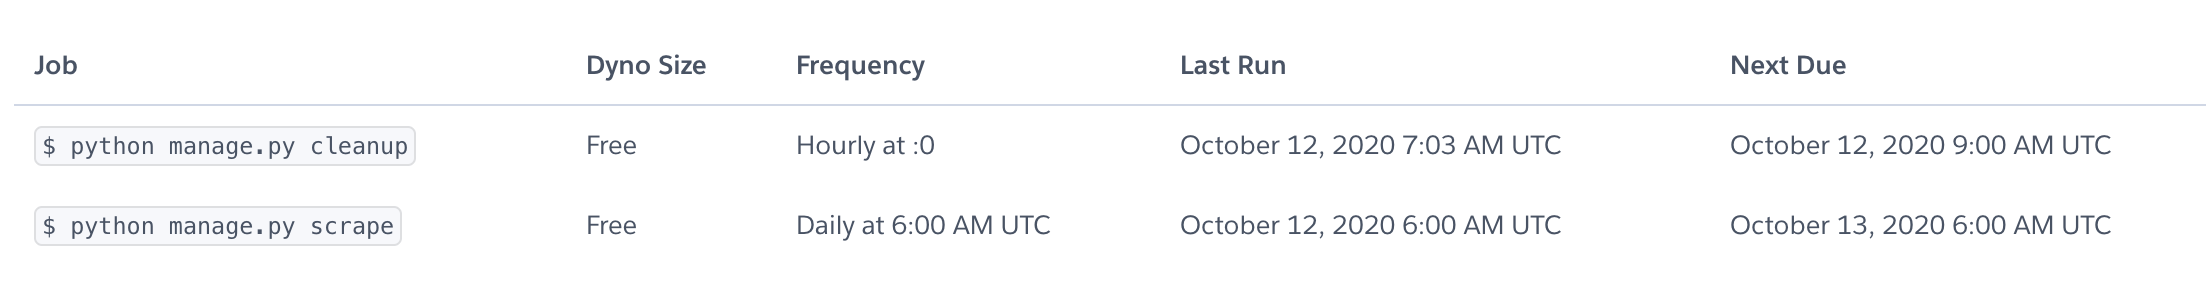 Job Dyno Size Frequency Last Run Next Due
$ python manage.py cleanup Free Hourly at :0 October 12, 2020 7:03 AM UTC October 12, 2020 9:00 AM UTC
$ python manage.py scrape Free Daily at 6:00 AM UTC October 12, 2020 6:00 AM UTC October 13, 2020 6:00 AM UTC